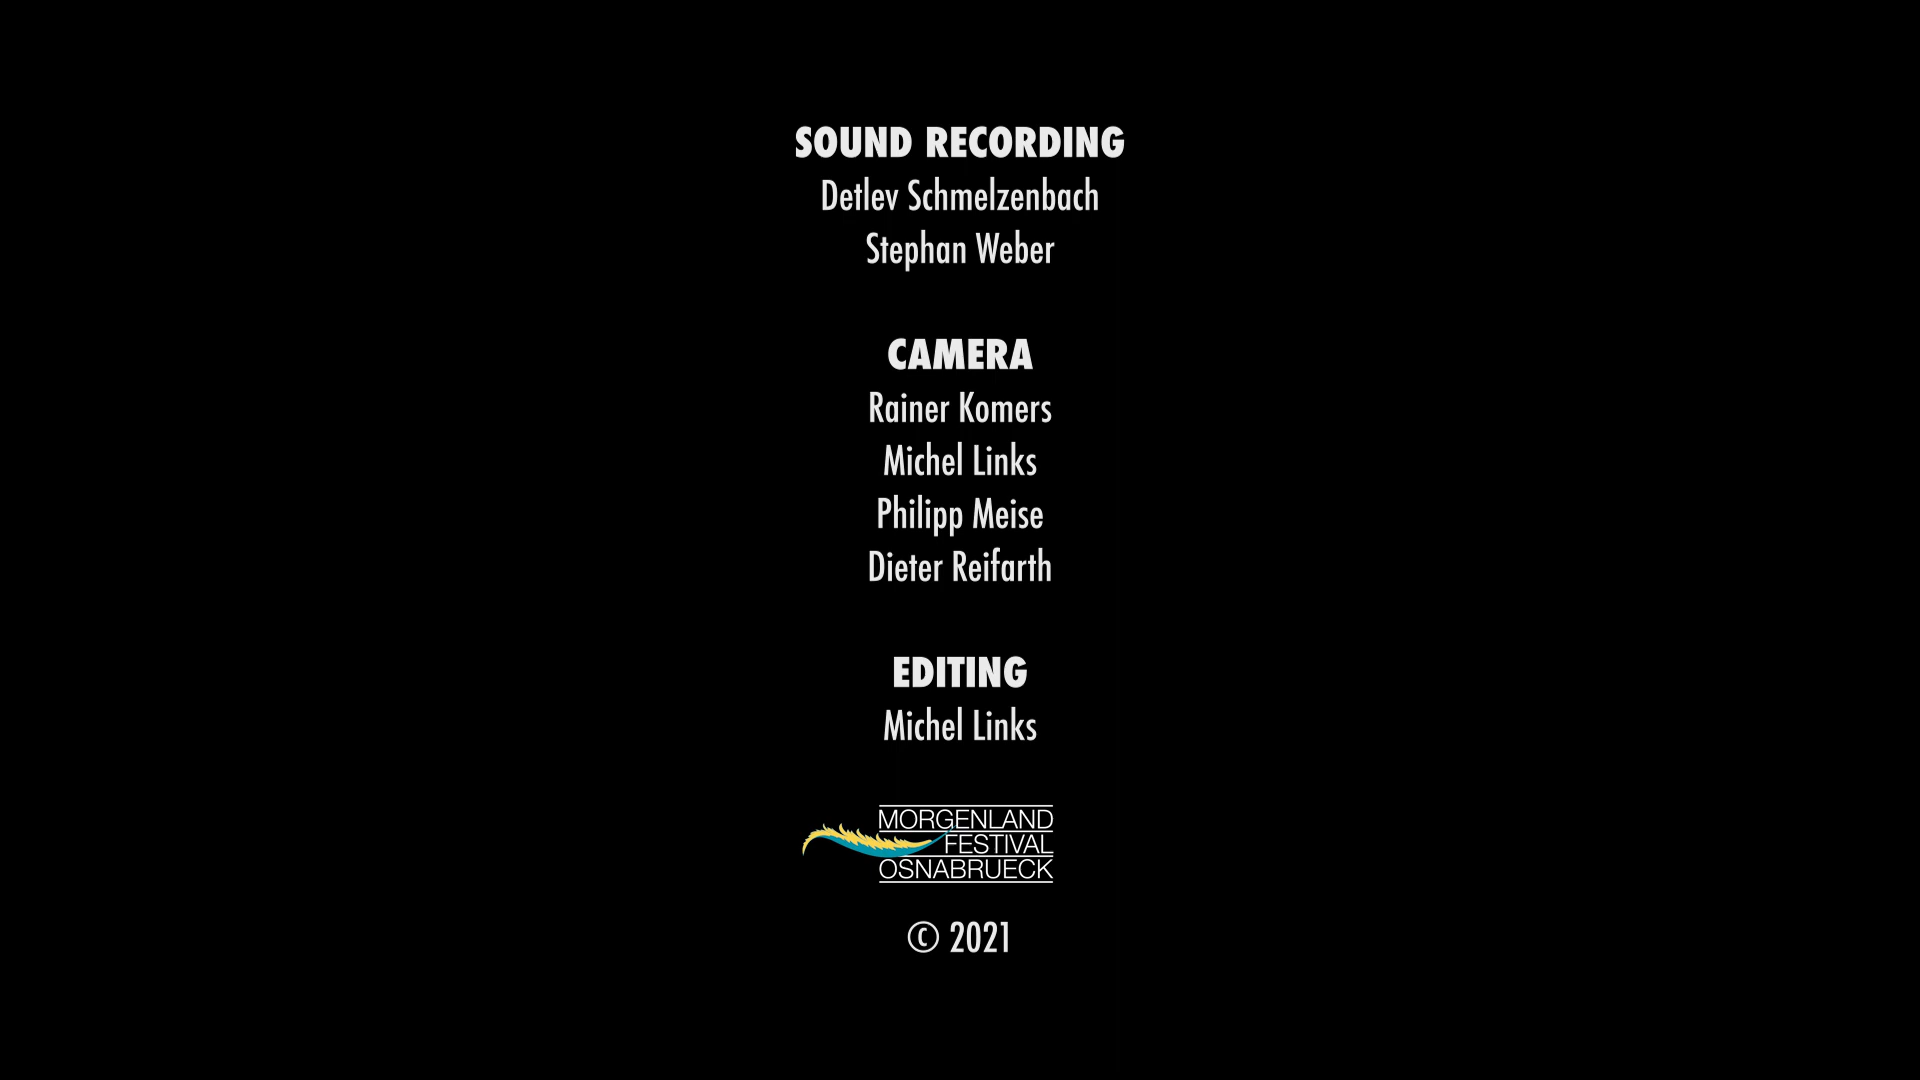 SOUND RECORDING
Detlev Schmelzenbach
Stephan Weber
CAMERA
Rainer Komers
Michel Links
Philipp Meise
Dieter Reifarth
EDITING
Michel Links
MORGENLAND
FESTIVAL
OSNABRUECK
© 2021